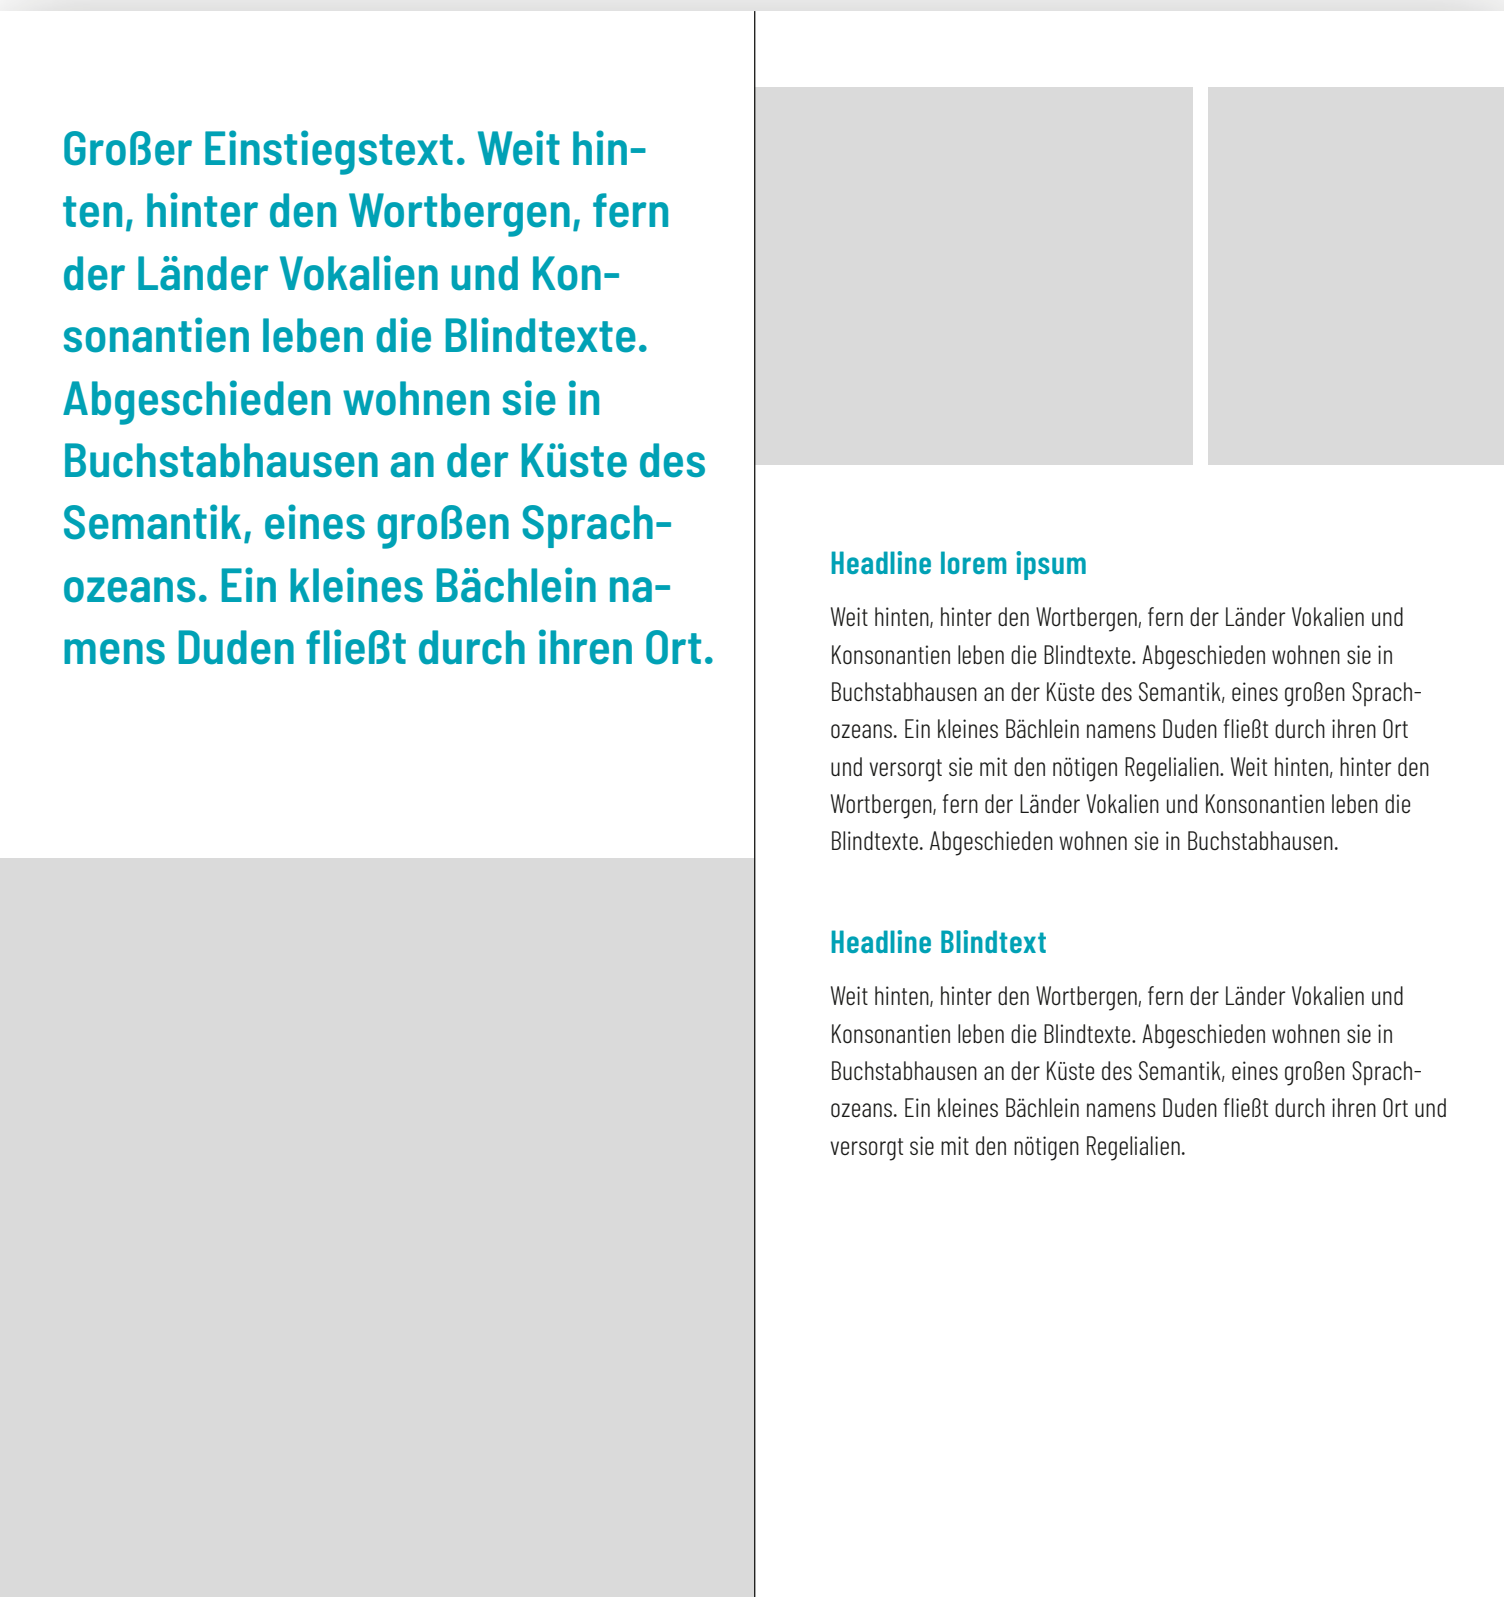 Großer Einstiegstext. Weit hin-
ten, hinter den Wortbergen, fern
der Länder Vokalien und Kon-
sonantien leben die Blindtexte.
Abgeschieden wohnen sie in
Buchstabhausen an der Küste des
Semantik, eines großen Sprach-
ozeans. Ein kleines Bächlein na-
mens Duden fließt durch ihren Ort.
Headline lorem ipsum
Weit hinten, hinter den Wortbergen, fern der Länder Vokalien und
Konsonantien leben die Blindtexte. Abgeschieden wohnen sie in
Buchstabhausen an der Küste des Semantik, eines großen Sprach-
ozeans. Ein kleines Bächlein namens Duden fließt durch ihren Ort
und versorgt sie mit den nötigen Regelialien. Weit hinten, hinter den
Wortbergen, fern der Länder Vokalien und Konsonantien leben die
Blindtexte. Abgeschieden wohnen sie in Buchstabhausen.
Headline Blindtext
Weit hinten, hinter den Wortbergen, fern der Länder Vokalien und
Konsonantien leben die Blindtexte. Abgeschieden wohnen sie in
Buchstabhausen an der Küste des Semantik, eines großen Sprach-
ozeans. Ein kleines Bächlein namens Duden fließt durch ihren Ort und
versorgt sie mit den nötigen Regelialien.